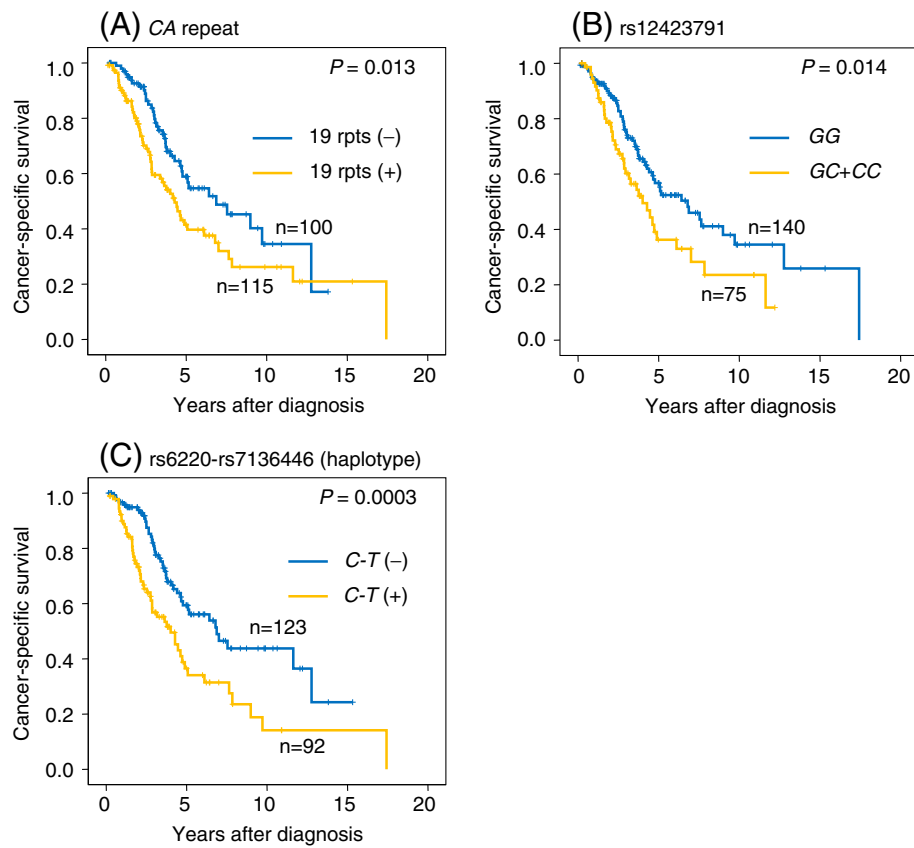 (A) CA repeat
P = 0.013
19 rpts (–)
19 rpts (+)
n=100
n=115
Cancer-specific survival
1.0
0.8
0.6
0.4
0.2
0.0
0 5 10 15 20
Years after diagnosis
(B) rs12423791
P = 0.014
GG
GC+CC
n=140
n=75
Cancer-specific survival
1.0
0.8
0.6
0.4
0.2
0.0
0 5 10 15 20
Years after diagnosis
(C) rs6220-rs7136446 (haplotype)
P = 0.0003
C-T (–)
C-T (+)
n=123
n=92
Cancer-specific survival
1.0
0.8
0.6
0.4
0.2
0.0
0 5 10 15 20
Years after diagnosis